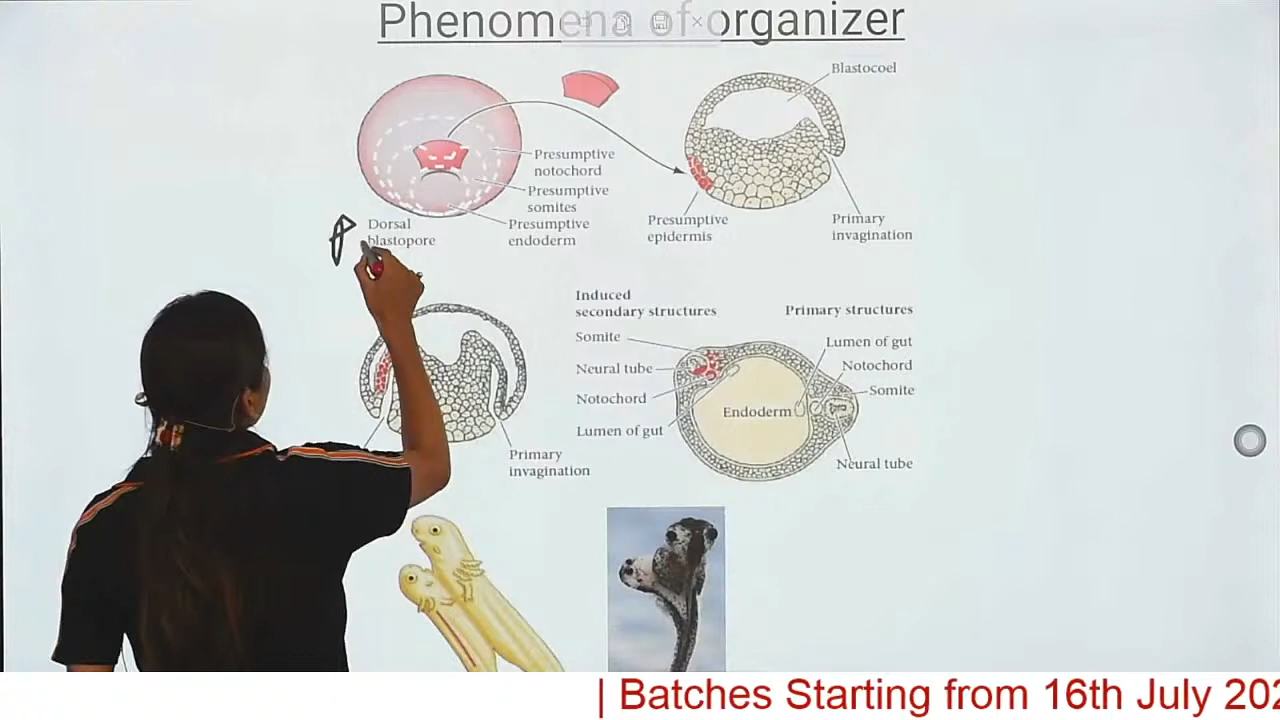 Phenomena of organizer
Blastocoel
Presumptive
notochord
Presumptive
somites
Presumptive
endoderm
Dorsal
blastopore
Presumptive
epidermis
Primary
invagination
Induced
secondary structures
Primary structures
Somite
Neural tube
Notochord
Lumen of gut
Endoderm
Lumen of gut
Notochord
Somite
Neural tube
Primary
invagination
| Batches Starting from 16th July